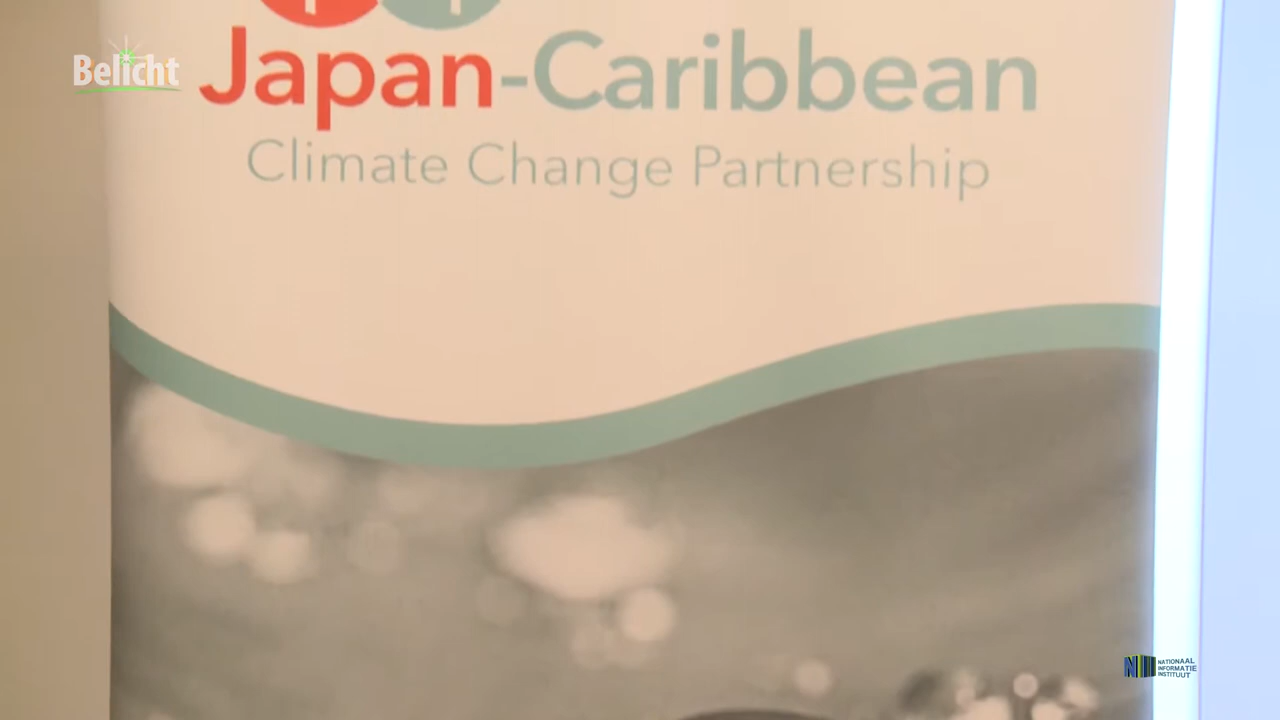 Belicht
Japan-Caribbean
Climate Change Partnership
NATIONAAL
INFORMATIE
INSTITUUT